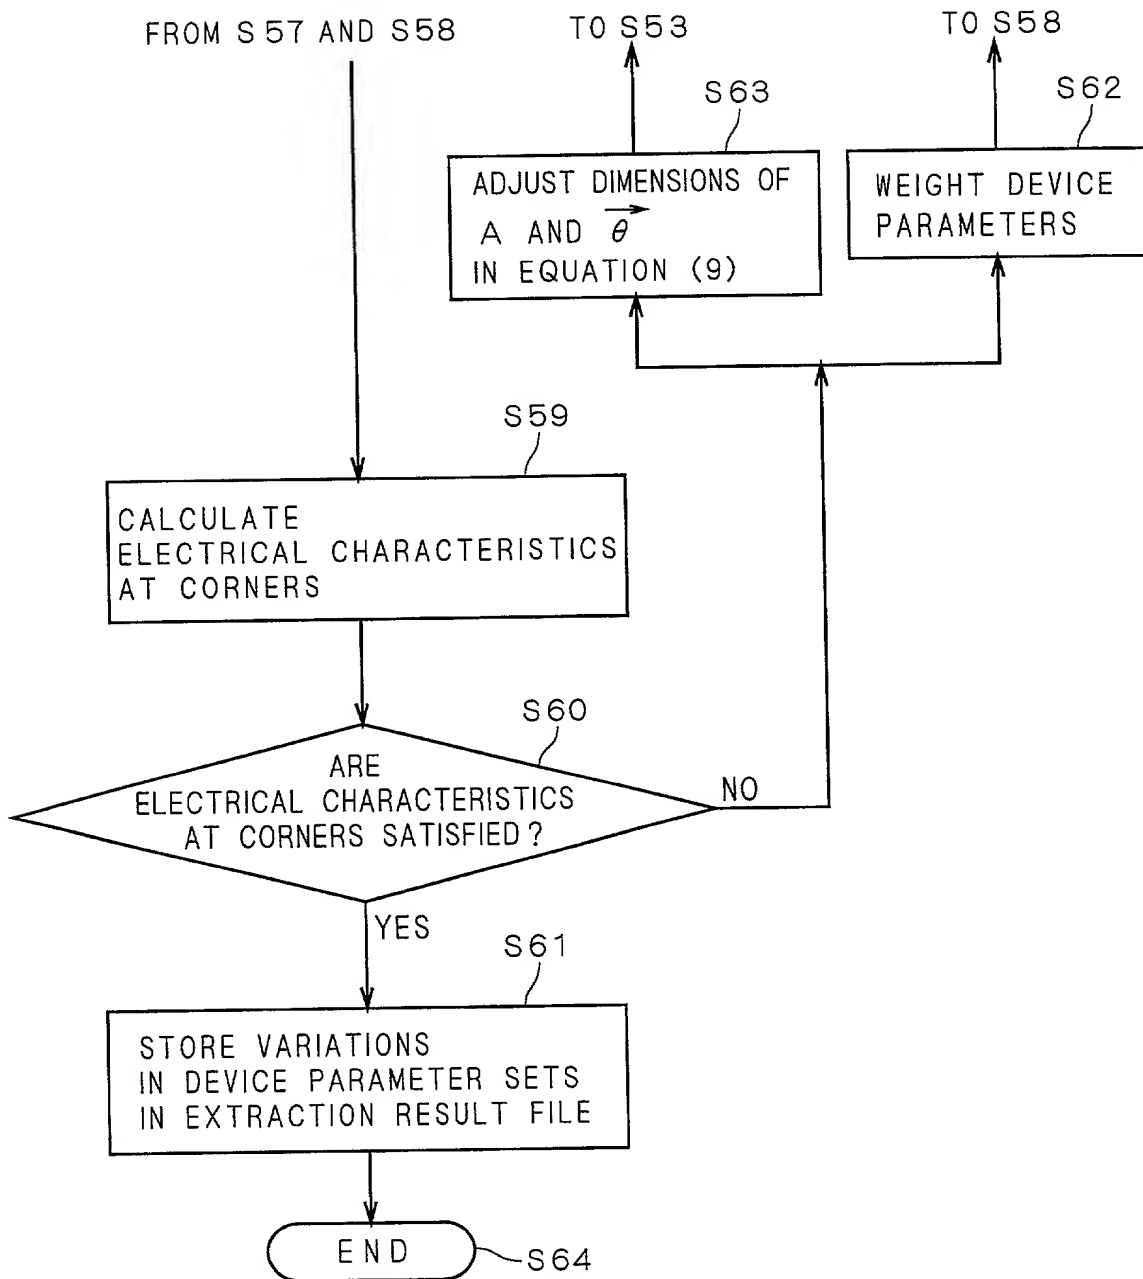 FROM S57 AND S58
TO S53
TO S58
S63
S62
ADJUST DIMENSIONS OF
A AND θ⃗
IN EQUATION (9)
WEIGHT DEVICE
PARAMETERS
S59
CALCULATE
ELECTRICAL CHARACTERISTICS
AT CORNERS
S60
ARE
ELECTRICAL CHARACTERISTICS
AT CORNERS SATISFIED?
NO
YES
S61
STORE VARIATIONS
IN DEVICE PARAMETER SETS
IN EXTRACTION RESULT FILE
END
S64